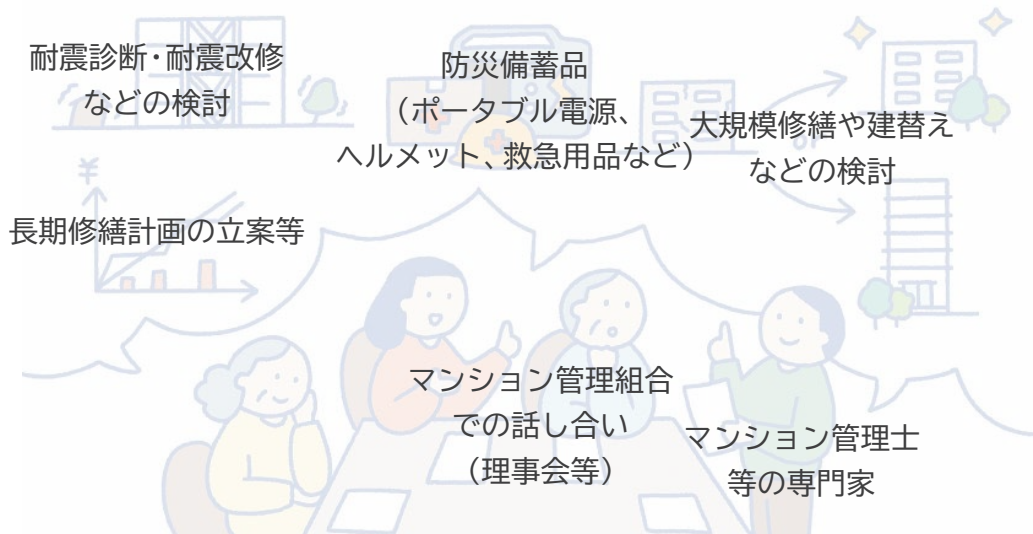 耐震診断・耐震改修
などの検討
防災備蓄品
（ポータブル電源、
ヘルメット、救急用品など）
大規模修繕や建替え
などの検討
or
¥
長期修繕計画の立案等
マンション管理組合
での話し合い
（理事会等）
マンション管理士
等の専門家